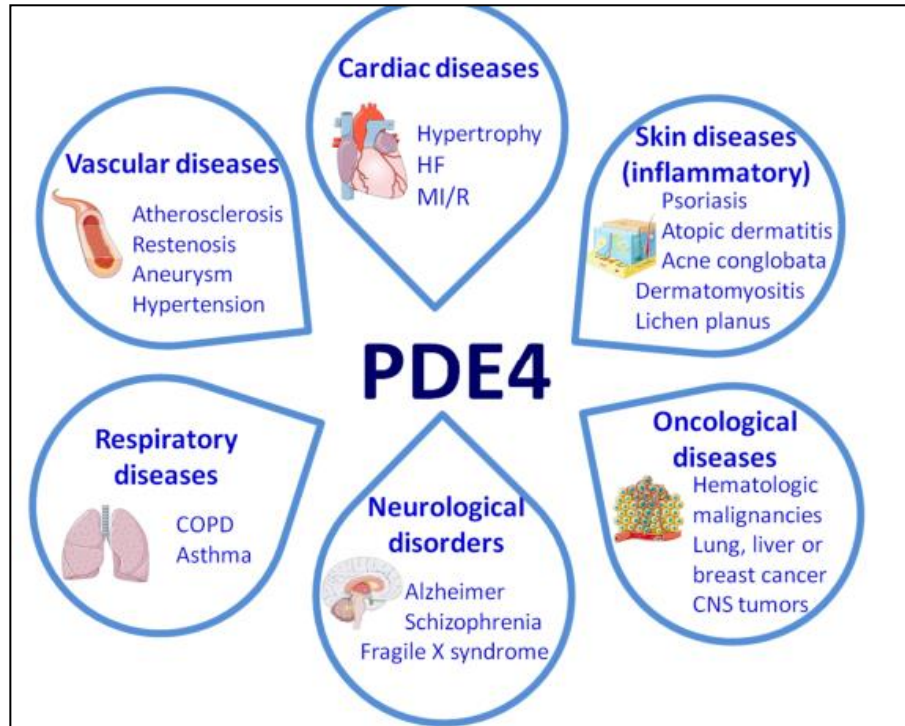 Cardiac diseases
Hypertrophy
HF
MI/R
Vascular diseases
Atherosclerosis
Restenosis
Aneurysm
Hypertension
Skin diseases
(inflammatory)
Psoriasis
Atopic dermatitis
Acne conglobata
Dermatomyositis
Lichen planus
PDE4
Respiratory
diseases
COPD
Asthma
Neurological
disorders
Alzheimer
Schizophrenia
Fragile X syndrome
Oncological
diseases
Hematologic
malignancies
Lung, liver or
breast cancer
CNS tumors